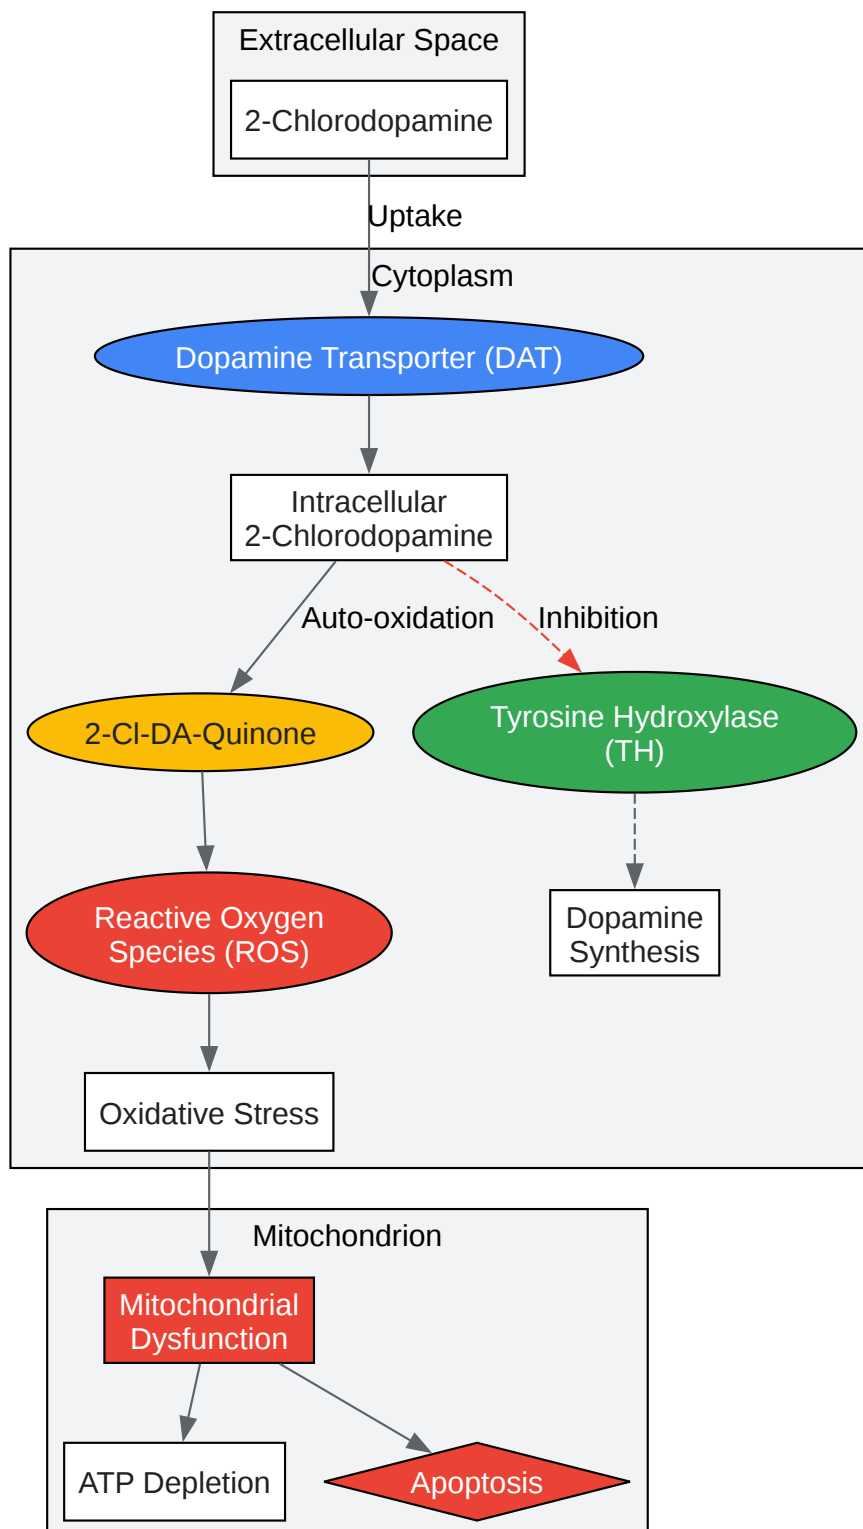 Extracellular Space
2-Chlorodopamine
Uptake
Cytoplasm
Dopamine Transporter (DAT)
Intracellular
2-Chlorodopamine
Auto-oxidation
Inhibition
2-Cl-DA-Quinone
Tyrosine Hydroxylase
(TH)
Reactive Oxygen
Species (ROS)
Dopamine
Synthesis
Oxidative Stress
Mitochondrion
Mitochondrial
Dysfunction
ATP Depletion
Apoptosis